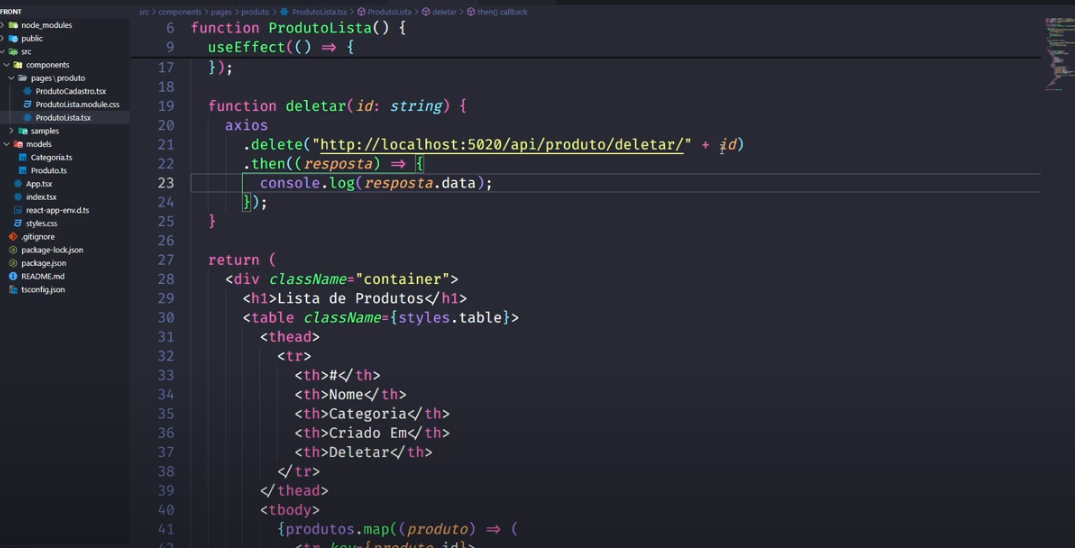 FRONT
node_modules
public
src
components
pages\produto
ProdutoCadastro.tsx
ProdutoLista.module.css
ProdutoLista.tsx
samples
models
Categoria.ts
Produto.ts
App.tsx
index.tsx
react-app-env.d.ts
styles.css
.gitignore
package-lock.json
package.json
README.md
tsconfig.json
src > components > pages > produto > ProdutoLista.tsx > ProdutoLista > deletar > then() callback
6 function ProdutoLista() {
9 useEffect(() => {
17 });
18
19 function deletar(id: string) {
20 axios
21 .delete("http://localhost:5020/api/produto/deletar/" + id)
22 .then((resposta) => {
23 console.log(resposta.data);
24 });
25 }
26
27 return (
28 <div className="container">
29 <h1>Lista de Produtos</h1>
30 <table className={styles.table}>
31 <thead>
32 <tr>
33 <th>#</th>
34 <th>Nome</th>
35 <th>Categoria</th>
36 <th>Criado Em</th>
37 <th>Deletar</th>
38 </tr>
39 </thead>
40 <tbody>
41 {produtos.map((produto) => (
42 <tr key={produto.id}>